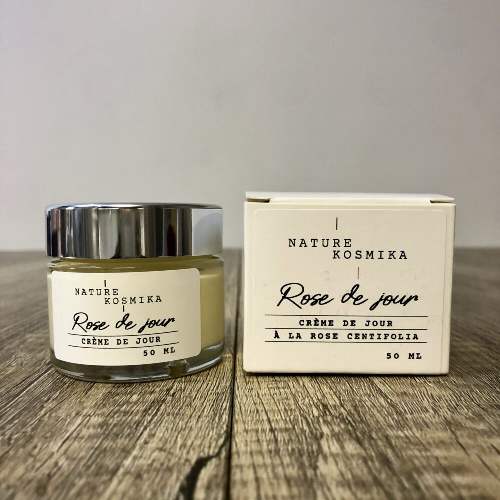 NATURE
KOSMIKA
Rose de jour
CRÈME DE JOUR
50 ML
NATURE
KOSMIKA
Rose de jour
CRÈME DE JOUR
À LA ROSE CENTIFOLIA
50 ML